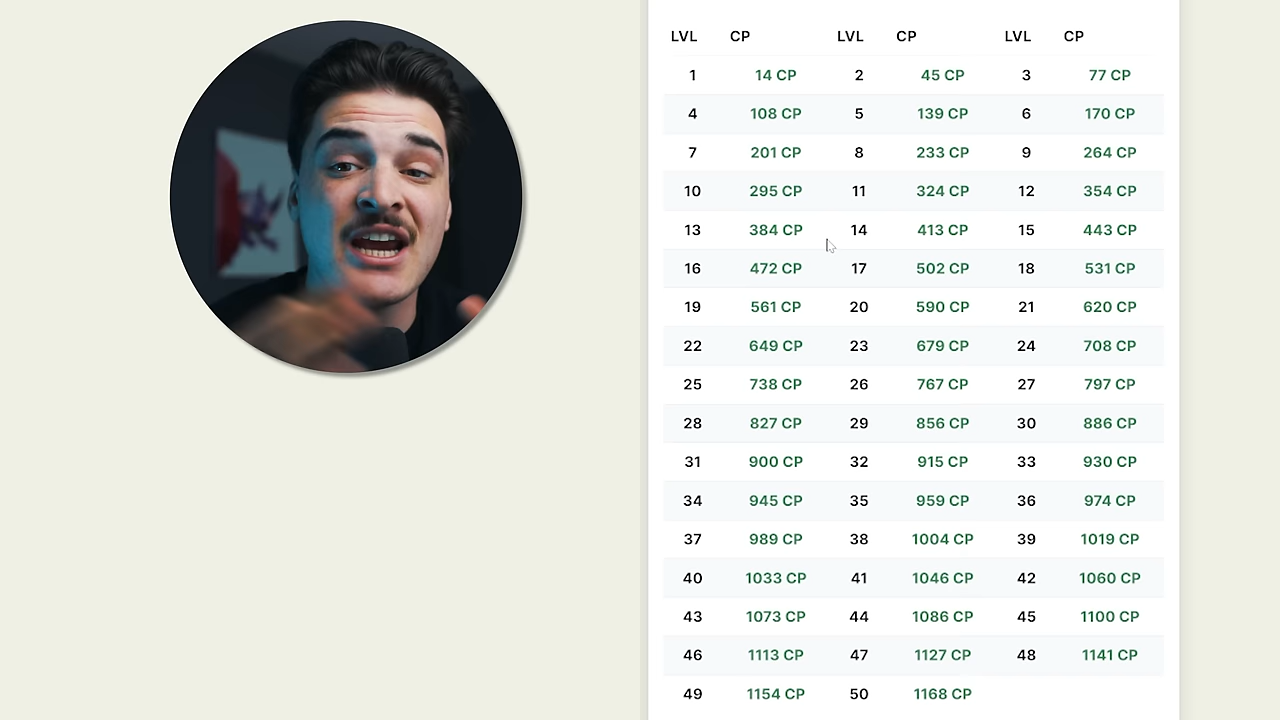 LVL CP LVL CP LVL CP
1 14 CP 2 45 CP 3 77 CP
4 108 CP 5 139 CP 6 170 CP
7 201 CP 8 233 CP 9 264 CP
10 295 CP 11 324 CP 12 354 CP
13 384 CP 14 413 CP 15 443 CP
16 472 CP 17 502 CP 18 531 CP
19 561 CP 20 590 CP 21 620 CP
22 649 CP 23 679 CP 24 708 CP
25 738 CP 26 767 CP 27 797 CP
28 827 CP 29 856 CP 30 886 CP
31 900 CP 32 915 CP 33 930 CP
34 945 CP 35 959 CP 36 974 CP
37 989 CP 38 1004 CP 39 1019 CP
40 1033 CP 41 1046 CP 42 1060 CP
43 1073 CP 44 1086 CP 45 1100 CP
46 1113 CP 47 1127 CP 48 1141 CP
49 1154 CP 50 1168 CP